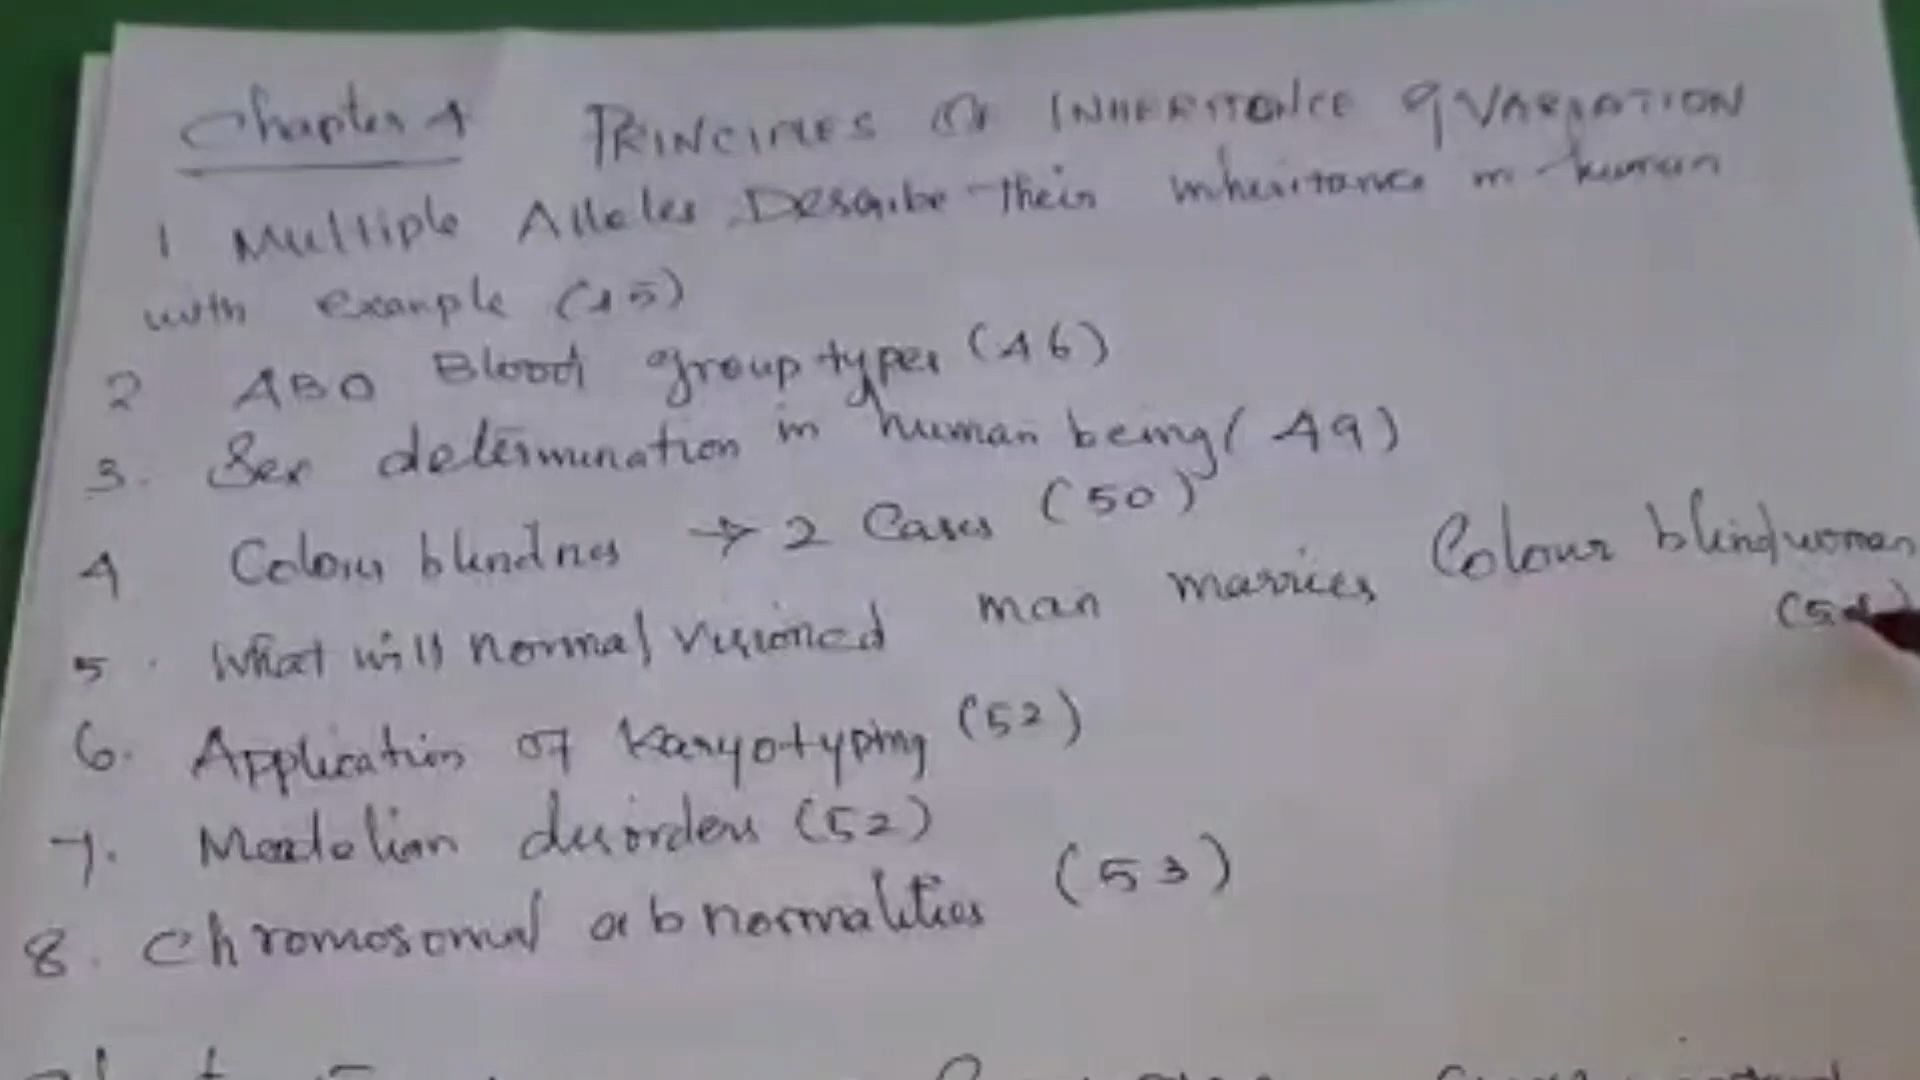 Chapter 4 PRINCIPLES OF INHERITANCE & VARIATION
1 Multiple Alleles Describe their inheritance in human
with example (45)
2 ABO Blood group types (46)
3. Sex determination in human being (49)
4 Colour blindness → 2 Cases (50)
5. What will normal visioned man marries Colour blind woman
6. Application of Karyotyping (52)
7. Mendelian disorders (52)
8. Chromosomal abnormalities (53)